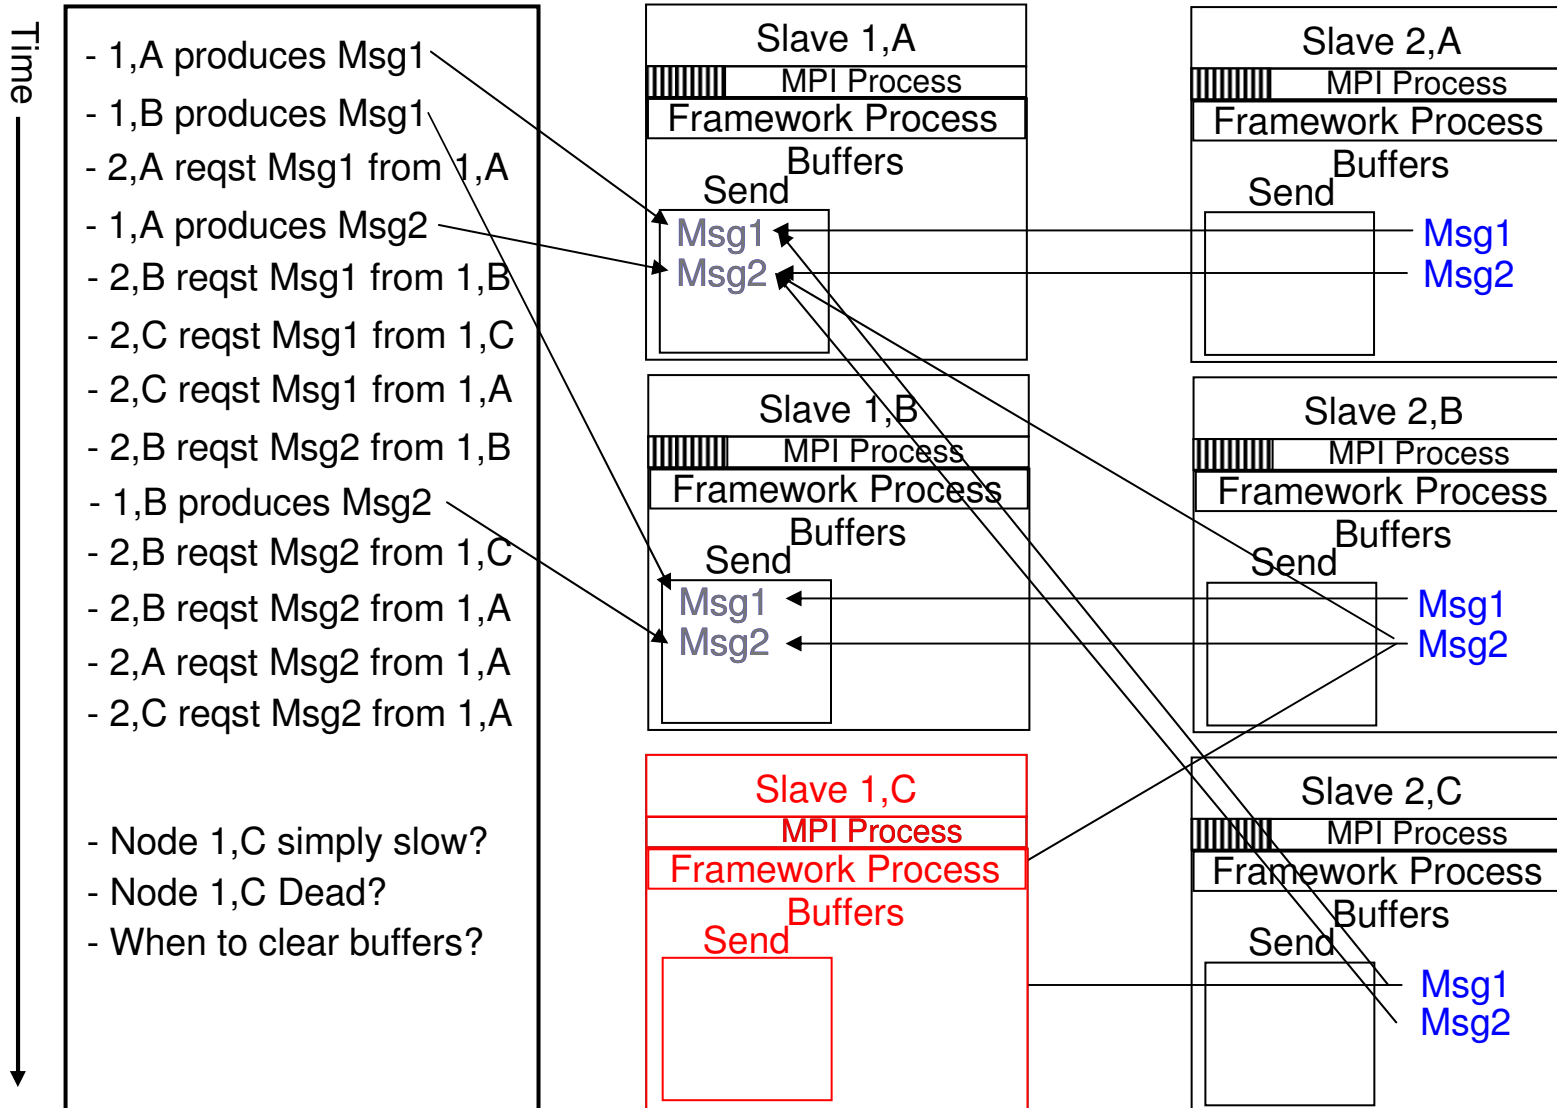 Time
- 1,A produces Msg1
- 1,B produces Msg1
- 2,A reqst Msg1 from 1,A
- 1,A produces Msg2
- 2,B reqst Msg1 from 1,B
- 2,C reqst Msg1 from 1,C
- 2,C reqst Msg1 from 1,A
- 2,B reqst Msg2 from 1,B
- 1,B produces Msg2
- 2,B reqst Msg2 from 1,C
- 2,B reqst Msg2 from 1,A
- 2,A reqst Msg2 from 1,A
- 2,C reqst Msg2 from 1,A
- Node 1,C simply slow?
- Node 1,C Dead?
- When to clear buffers?
Slave 1,A
MPI Process
Framework Process
Buffers
Send
Msg1
Msg2
Slave 2,A
MPI Process
Framework Process
Buffers
Send
Msg1
Msg2
Slave 1,B
MPI Process
Framework Process
Buffers
Send
Msg1
Msg2
Slave 2,B
MPI Process
Framework Process
Buffers
Send
Msg1
Msg2
Slave 1,C
MPI Process
Framework Process
Buffers
Send
Slave 2,C
MPI Process
Framework Process
Buffers
Send
Msg1
Msg2